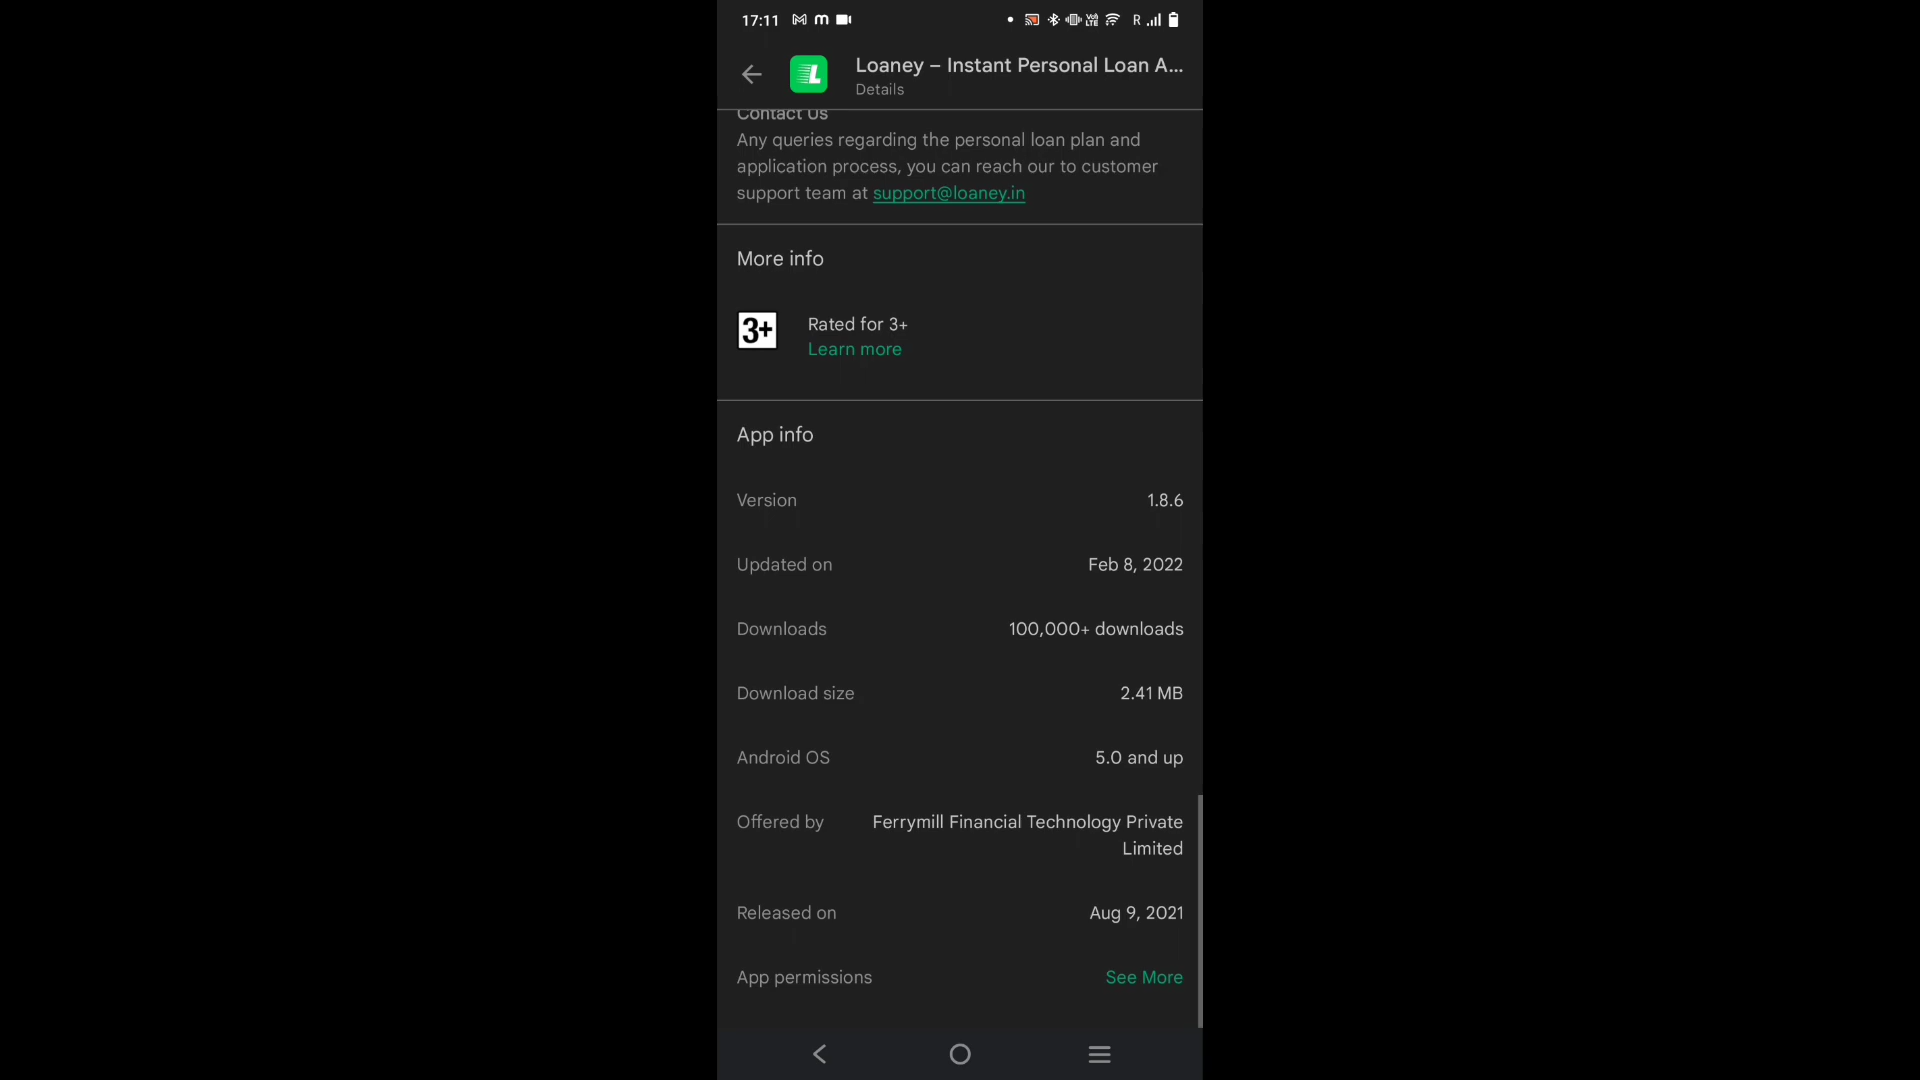 17:11
R
Loaney – Instant Personal Loan A...
Details
Contact Us
Any queries regarding the personal loan plan and
application process, you can reach our to customer
support team at support@loaney.in
More info
3+
Rated for 3+
Learn more
App info
Version 1.8.6
Updated on Feb 8, 2022
Downloads 100,000+ downloads
Download size 2.41 MB
Android OS 5.0 and up
Offered by Ferrymill Financial Technology Private
Limited
Released on Aug 9, 2021
App permissions See More